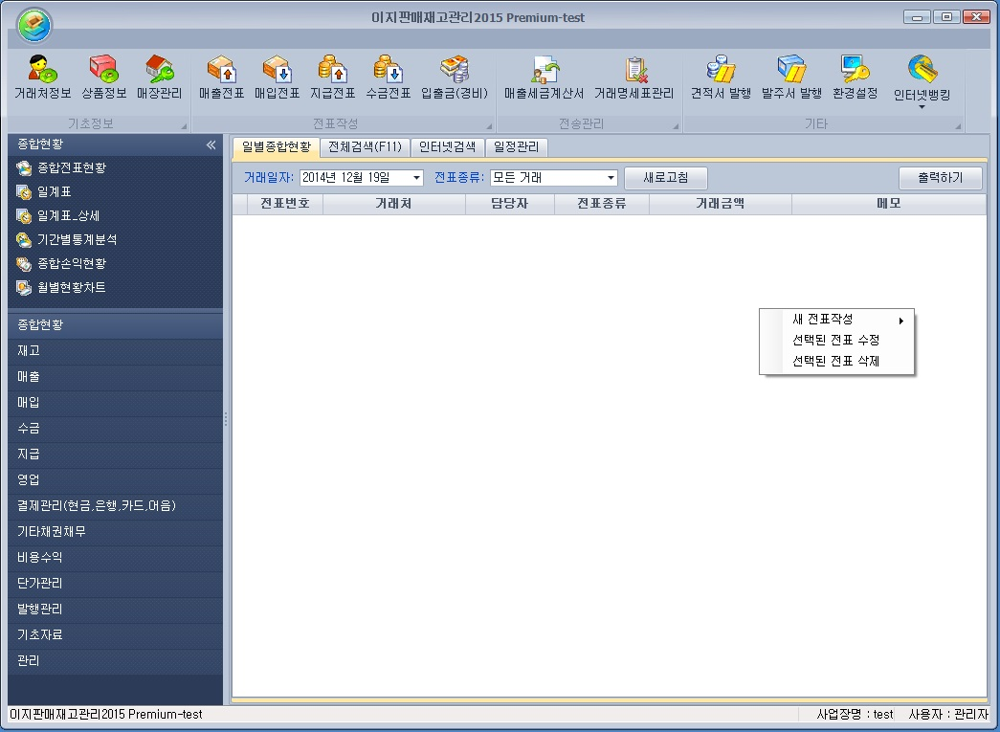 이지판매재고관리2015 Premium-test
거래처정보 상품정보 매장관리 매출전표 매입전표 지급전표 수금전표 입출금(경비) 매출세금계산서 거래명세표관리 견적서 발행 발주서 발행 환경설정 인터넷뱅킹
기초정보 전표작성 전송관리 기타
종합현황
종합전표현황
일계표
일계표_상세
기간별통계분석
종합손익현황
월별현황차트
종합현황
재고
매출
매입
수금
지급
영업
결제관리(현금,은행,카드,어음)
기타채권채무
비용수익
단가관리
발행관리
기초자료
관리
일별종합현황 전체검색(F11) 인터넷검색 일정관리
거래일자: 2014년 12월 19일 전표종류: 모든 거래 새로고침 출력하기
전표번호 거래처 담당자 전표종류 거래금액 메모
새 전표작성
선택된 전표 수정
선택된 전표 삭제
이지판매재고관리2015 Premium-test 사업장명 : test 사용자 : 관리자